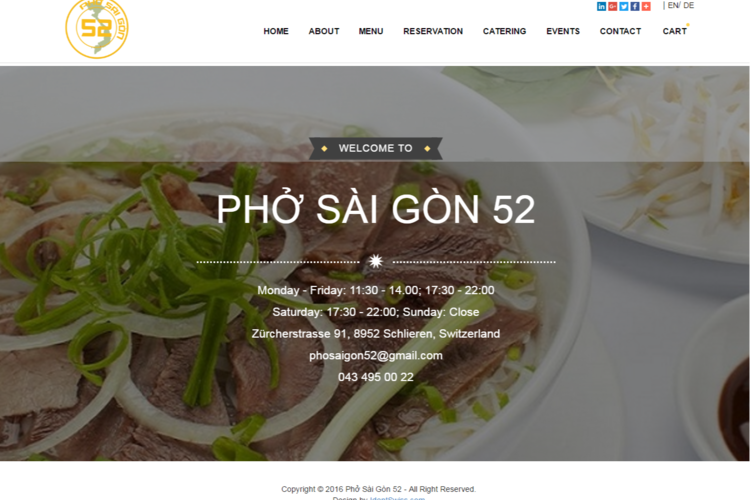 EN/ DE
PHỞ SÀI GÒN
52
HOME ABOUT MENU RESERVATION CATERING EVENTS CONTACT CART
WELCOME TO
PHỞ SÀI GÒN 52
Monday - Friday: 11:30 - 14.00; 17:30 - 22:00
Saturday: 17:30 - 22:00; Sunday: Close
Zürcherstrasse 91, 8952 Schlieren, Switzerland
phosaigon52@gmail.com
043 495 00 22
Copyright © 2016 Phở Sài Gòn 52 - All Right Reserved.
Design by IdentSwiss.com